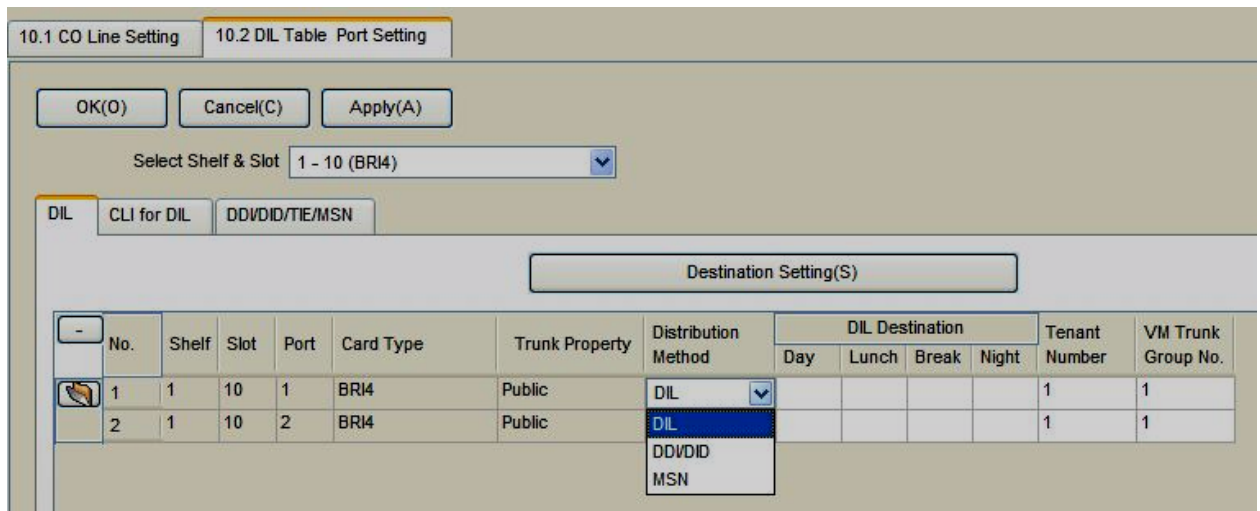 10.1 CO Line Setting 10.2 DIL Table Port Setting
OK(O) Cancel(C) Apply(A)
Select Shelf & Slot 1 - 10 (BRI4)
DIL CLI for DIL DDI/DID/TIE/MSN
Destination Setting(S)
- No. Shelf Slot Port Card Type Trunk Property Distribution Method DIL Destination Day Lunch Break Night Tenant Number VM Trunk Group No.
1 1 10 1 BRI4 Public DIL 1 1
2 1 10 2 BRI4 Public DIL 1 1
DDI/DID
MSN